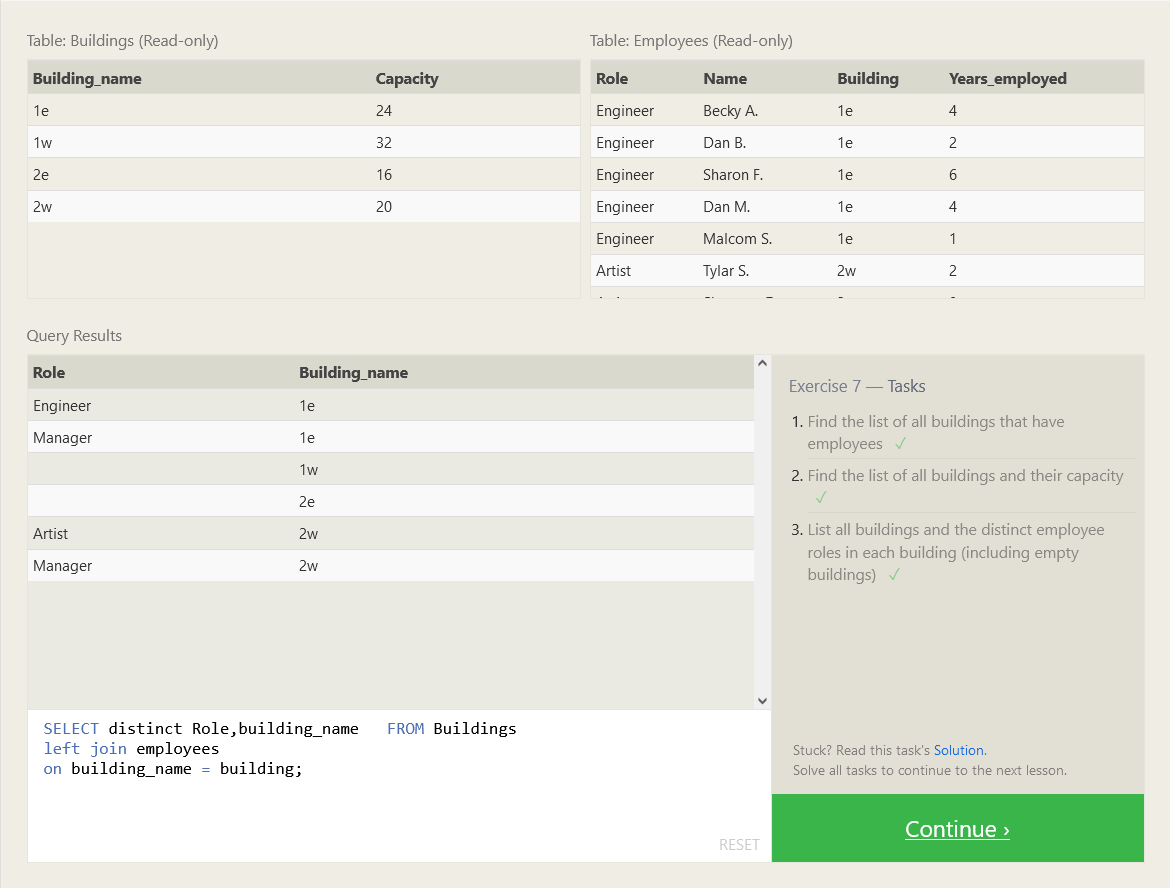 Table: Buildings (Read-only)
Building_name Capacity
1e 24
1w 32
2e 16
2w 20
Table: Employees (Read-only)
Role Name Building Years_employed
Engineer Becky A. 1e 4
Engineer Dan B. 1e 2
Engineer Sharon F. 1e 6
Engineer Dan M. 1e 4
Engineer Malcom S. 1e 1
Artist Tylar S. 2w 2
Query Results
Role Building_name
Engineer 1e
Manager 1e
1w
2e
Artist 2w
Manager 2w
SELECT distinct Role,building_name   FROM Buildings
left join employees
on building_name = building;
RESET
Exercise 7 — Tasks
1. Find the list of all buildings that have
employees ✓
2. Find the list of all buildings and their capacity
✓
3. List all buildings and the distinct employee
roles in each building (including empty
buildings) ✓
Stuck? Read this task's Solution.
Solve all tasks to continue to the next lesson.
Continue ›